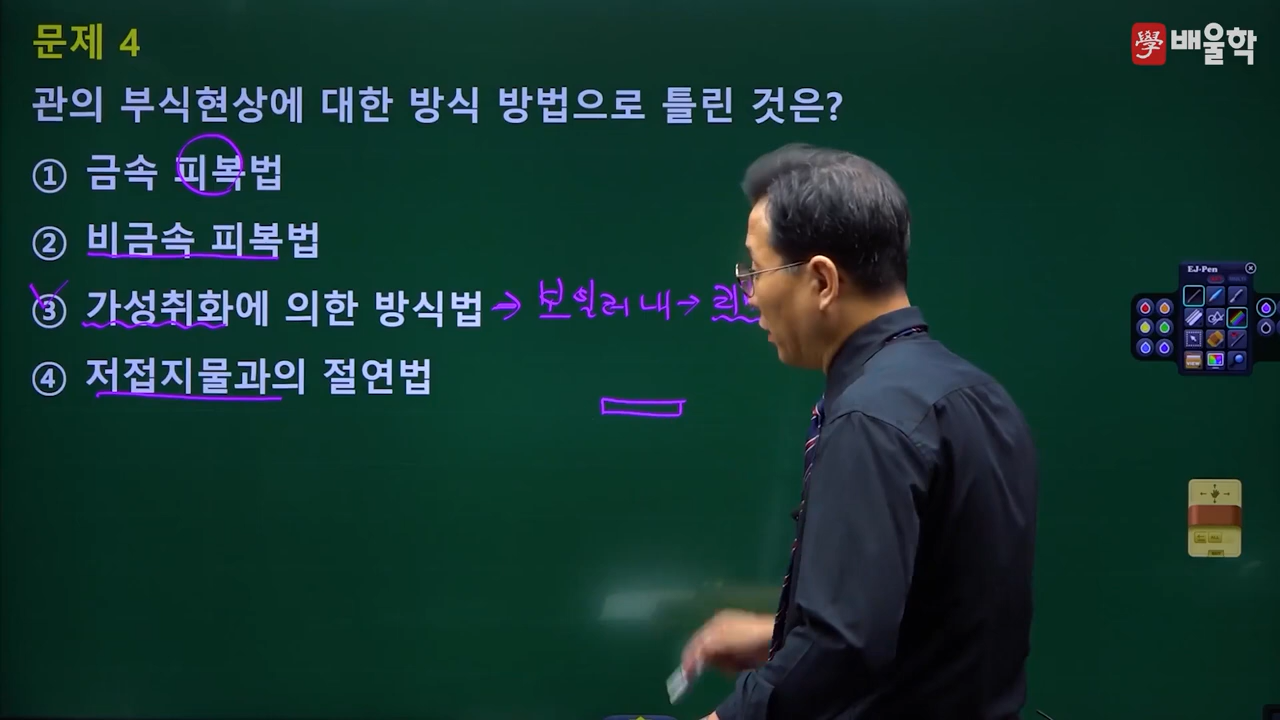 문제 4
學 배울학
관의 부식현상에 대한 방식 방법으로 틀린 것은?
① 금속 피복법
② 비금속 피복법
③ 가성취화에 의한 방식법 → 보일러 내 →
④ 저접지물과의 절연법
EJ-Pen
VIEW